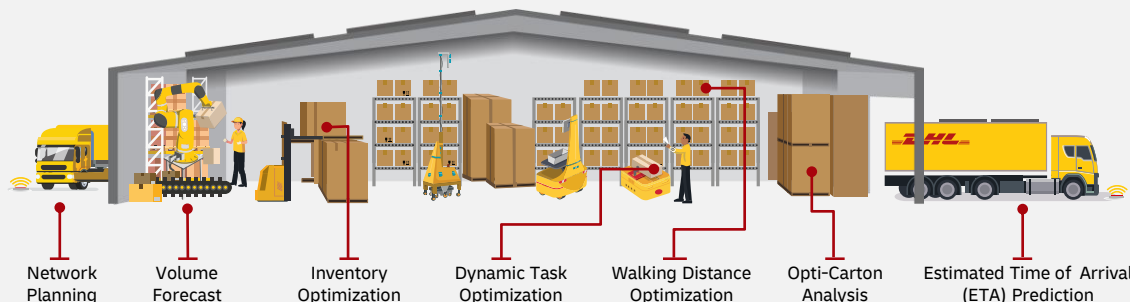 DHL
Network
Planning
Volume
Forecast
Inventory
Optimization
Dynamic Task
Optimization
Walking Distance
Optimization
Opti-Carton
Analysis
Estimated Time of Arrival
(ETA) Prediction